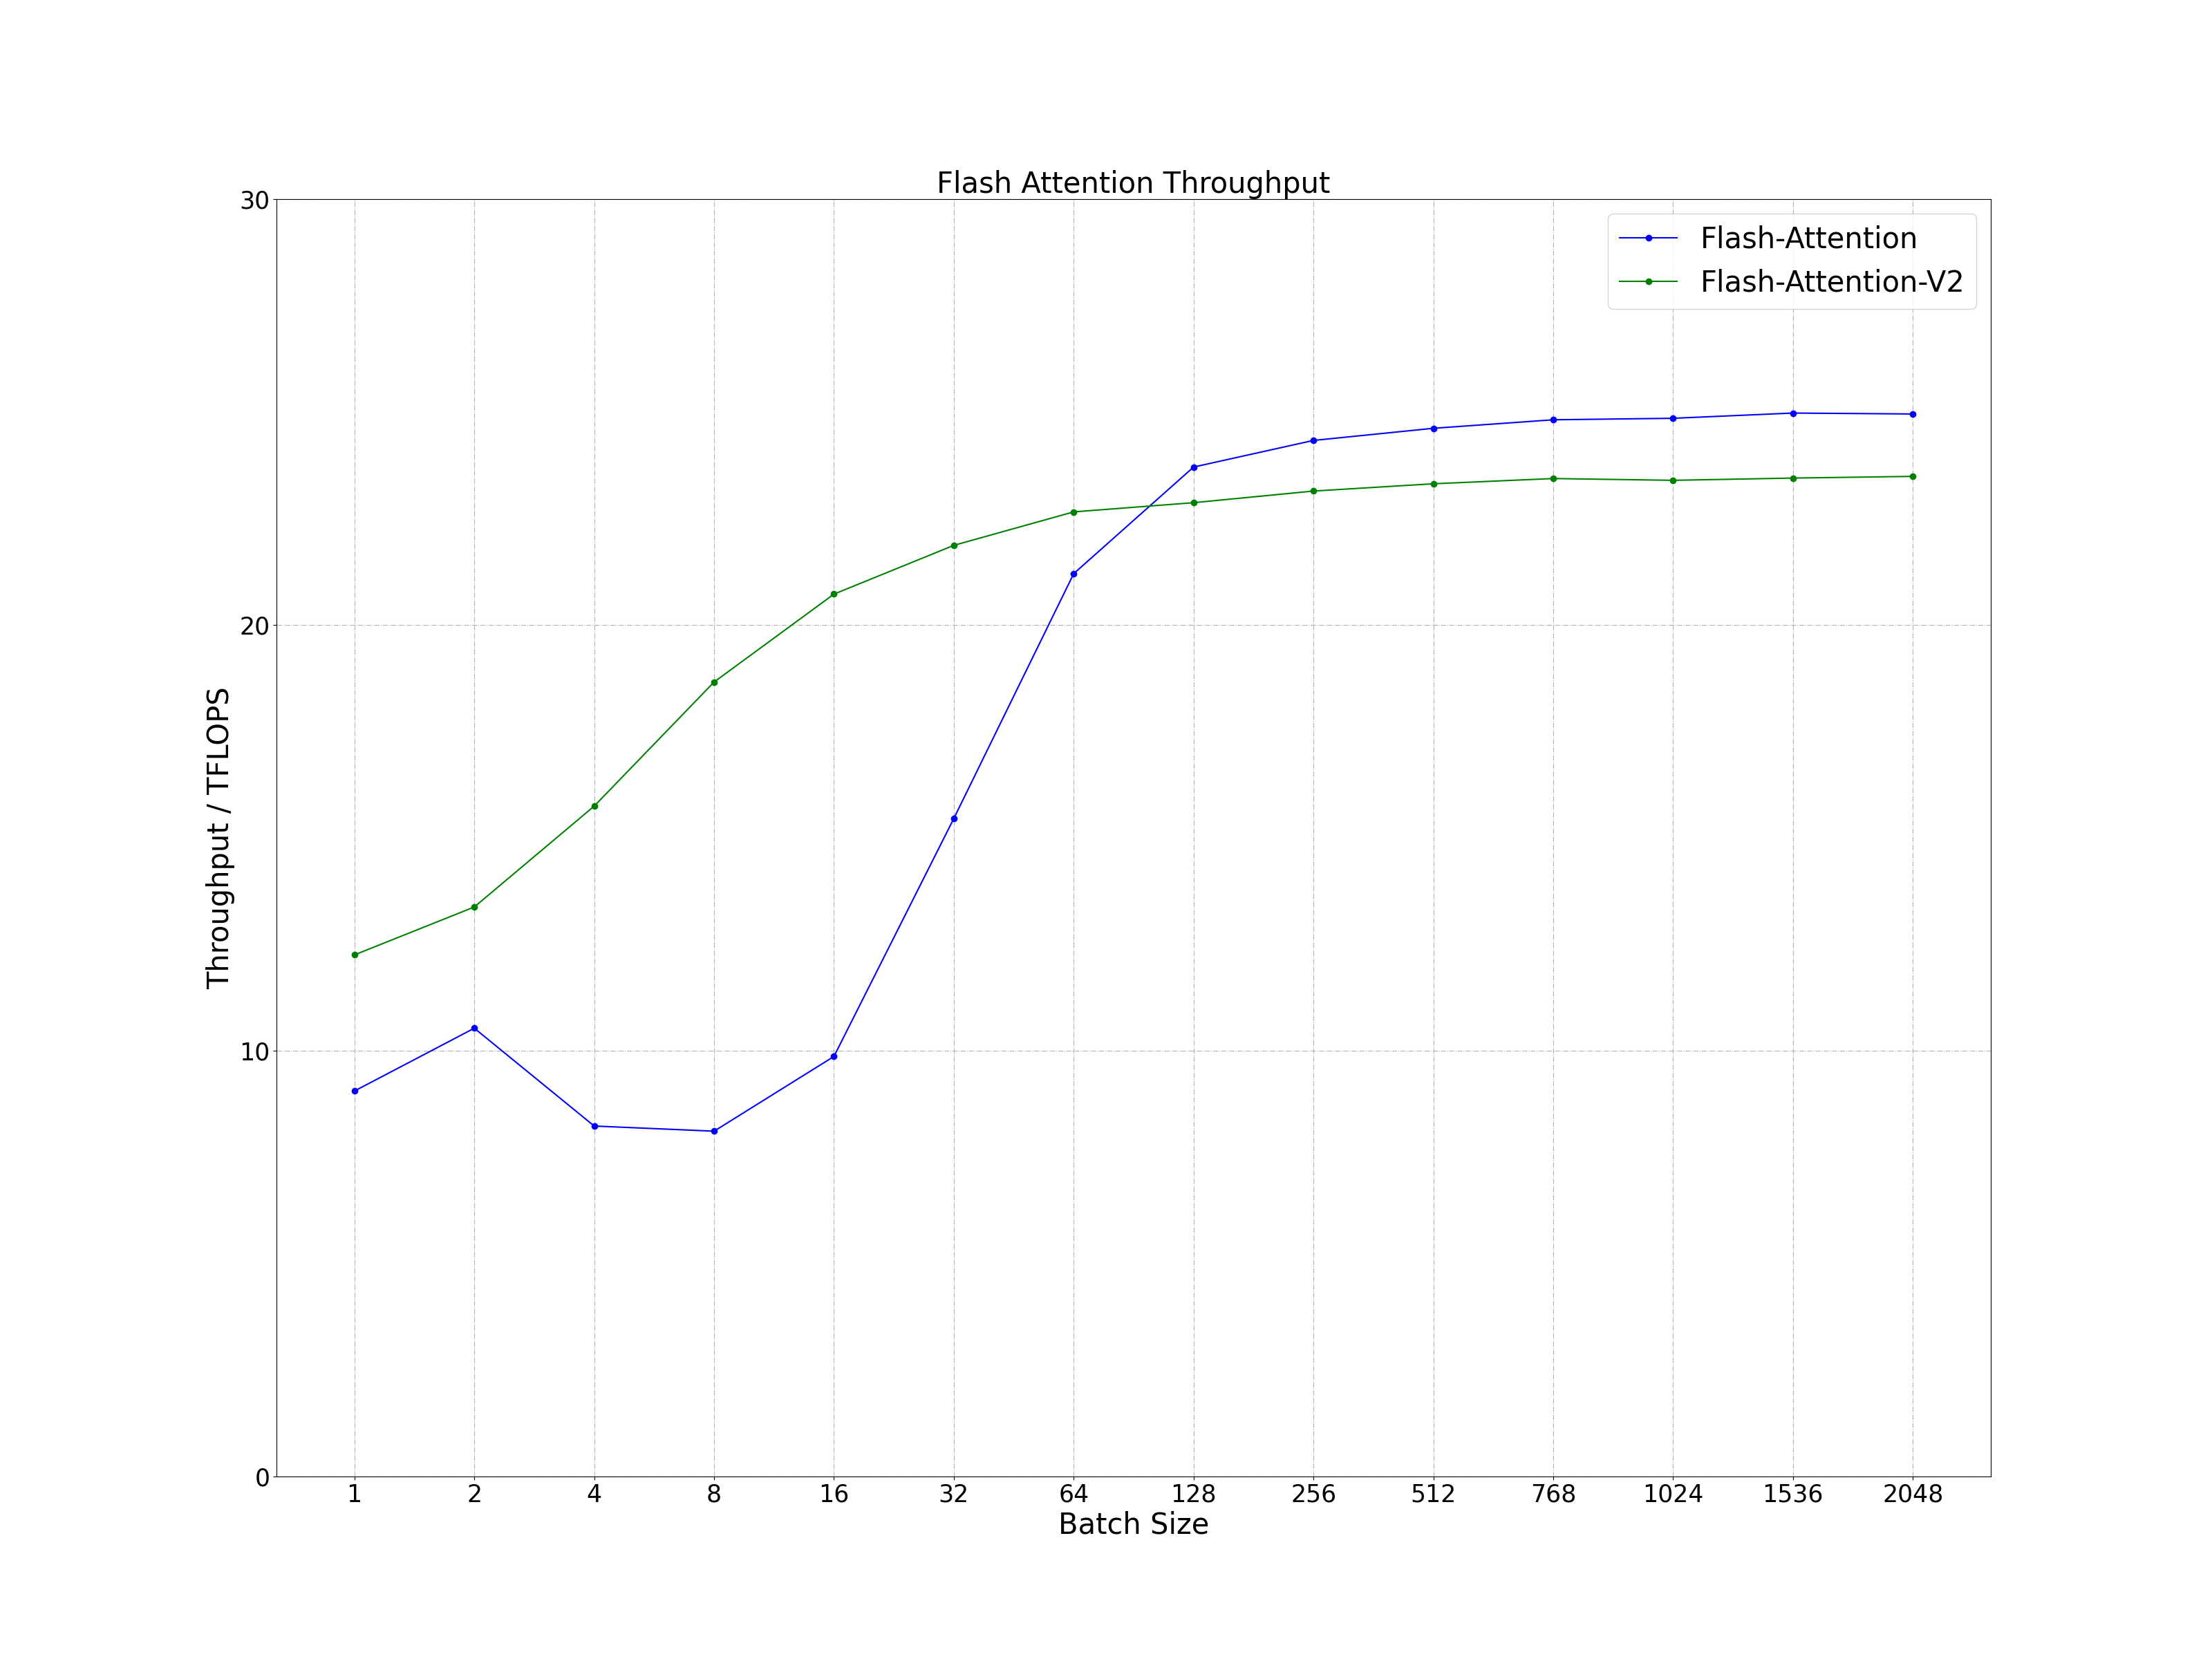 Flash Attention Throughput
30
Flash-Attention
Flash-Attention-V2
20
Throughput / TFLOPS
10
0
1 2 4 8 16 32 64 128 256 512 768 1024 1536 2048
Batch Size